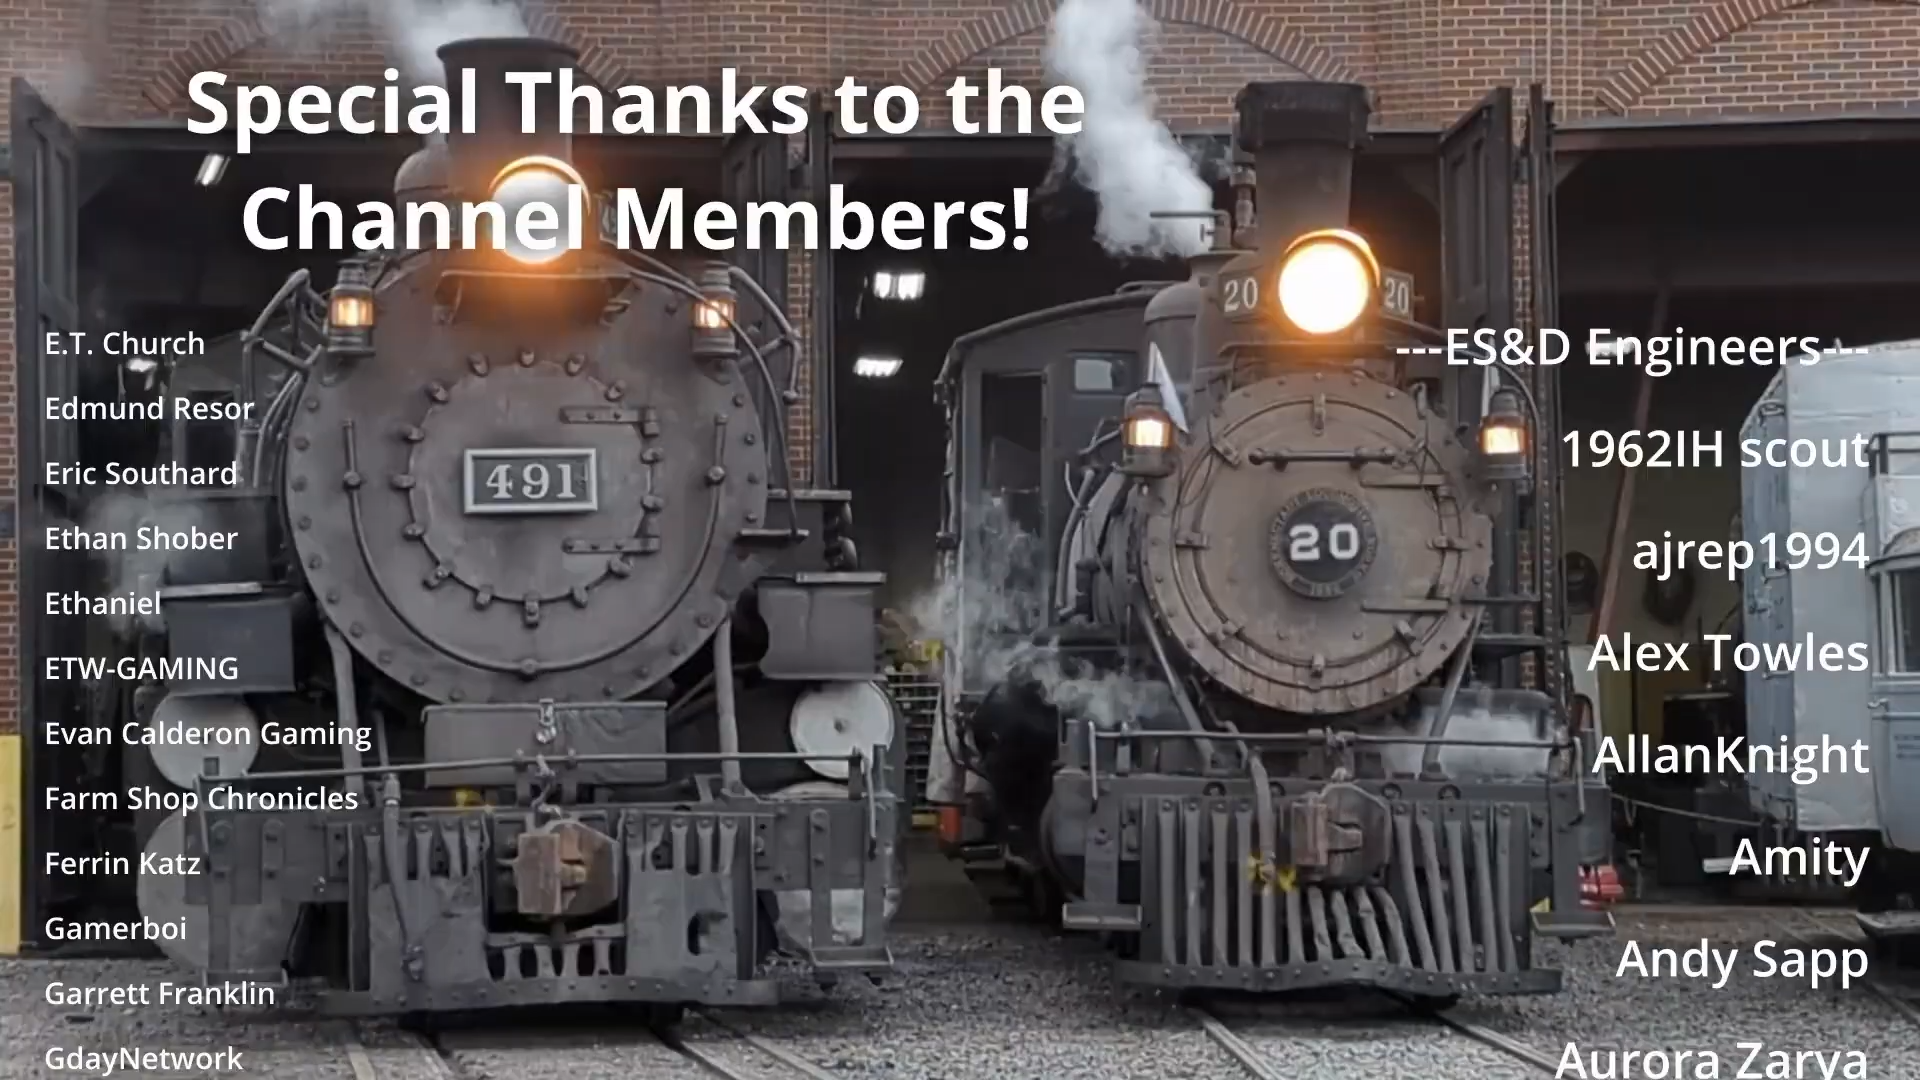 Special Thanks to the
Channel Members!
E.T. Church
Edmund Resor
Eric Southard
Ethan Shober
Ethaniel
ETW-GAMING
Evan Calderon Gaming
Farm Shop Chronicles
Ferrin Katz
Gamerboi
Garrett Franklin
GdayNetwork
---ES&D Engineers---
1962IH scout
ajrep1994
Alex Towles
AllanKnight
Amity
Andy Sapp
Aurora Zarya
491
20
20
20